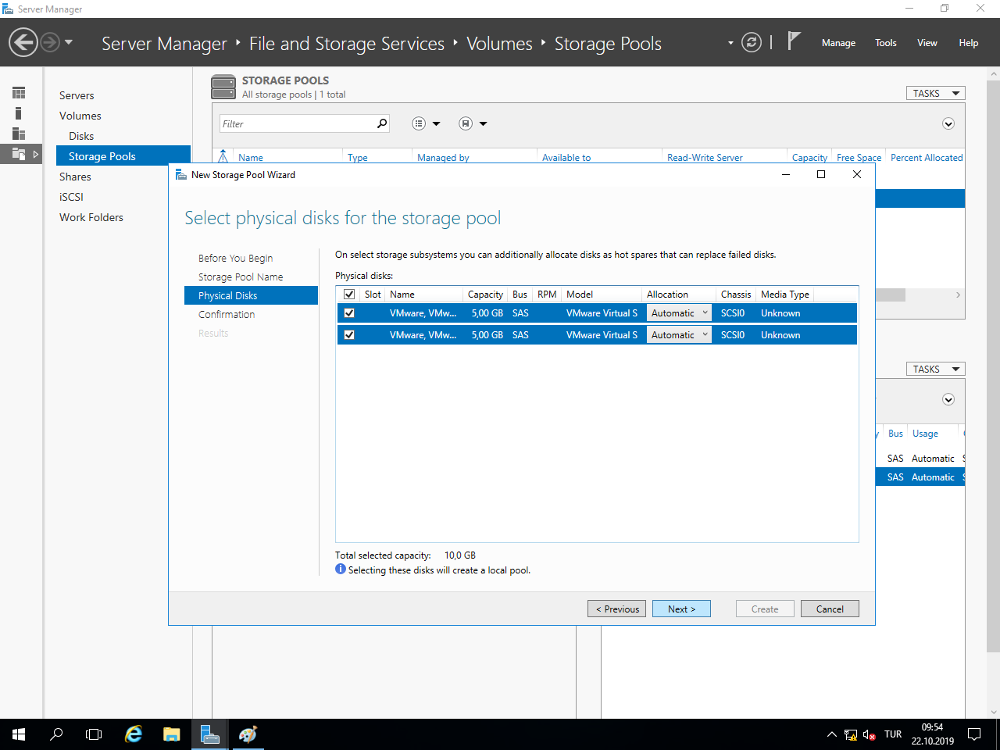 Server Manager
Server Manager ‣ File and Storage Services ‣ Volumes ‣ Storage Pools
Manage Tools View Help
Servers
Volumes
Disks
Storage Pools
Shares
iSCSI
Work Folders
STORAGE POOLS
All storage pools | 1 total
TASKS
Filter
Name Type Managed by Available to Read-Write Server Capacity Free Space Percent Allocated
New Storage Pool Wizard
Select physical disks for the storage pool
Before You Begin
Storage Pool Name
Physical Disks
Confirmation
Results
On select storage subsystems you can additionally allocate disks as hot spares that can replace failed disks.
Physical disks:
Slot Name Capacity Bus RPM Model Allocation Chassis Media Type
VMware, VMw... 5,00 GB SAS VMware Virtual S Automatic SCSI0 Unknown
VMware, VMw... 5,00 GB SAS VMware Virtual S Automatic SCSI0 Unknown
Total selected capacity: 10,0 GB
Selecting these disks will create a local pool.
< Previous Next > Create Cancel
TASKS
Bus Usage
SAS Automatic
SAS Automatic
TUR
09:54
22.10.2019